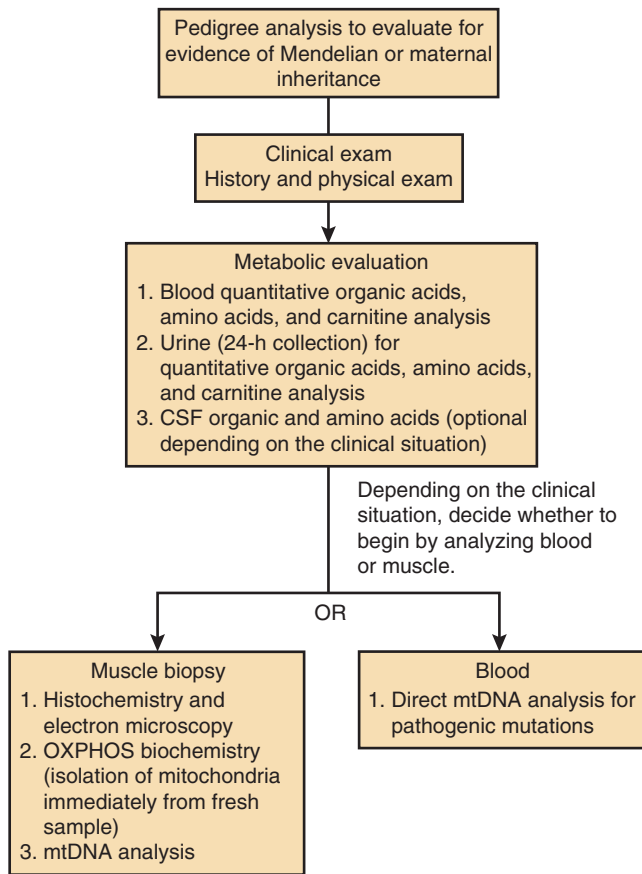 Pedigree analysis to evaluate for
evidence of Mendelian or maternal
inheritance
Clinical exam
History and physical exam
Metabolic evaluation
1. Blood quantitative organic acids,
amino acids, and carnitine analysis
2. Urine (24-h collection) for
quantitative organic acids, amino acids,
and carnitine analysis
3. CSF organic and amino acids (optional
depending on the clinical situation)
Depending on the clinical
situation, decide whether to
begin by analyzing blood
or muscle.
OR
Muscle biopsy
1. Histochemistry and
electron microscopy
2. OXPHOS biochemistry
(isolation of mitochondria
immediately from fresh
sample)
3. mtDNA analysis
Blood
1. Direct mtDNA analysis for
pathogenic mutations